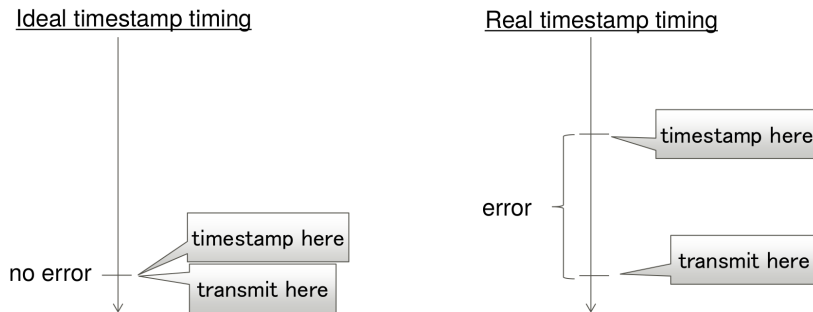 Ideal timestamp timing
timestamp here
no error
transmit here
Real timestamp timing
timestamp here
error
transmit here